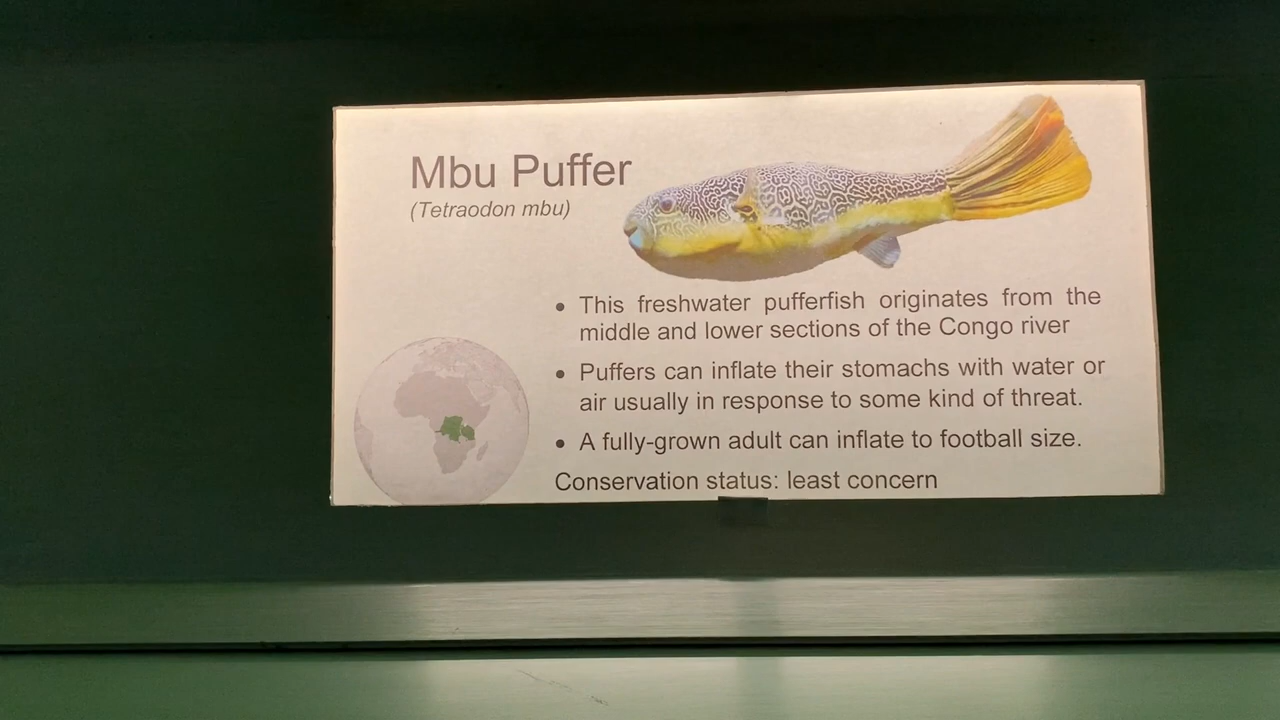 Mbu Puffer
(Tetraodon mbu)
• This freshwater pufferfish originates from the
middle and lower sections of the Congo river
• Puffers can inflate their stomachs with water or
air usually in response to some kind of threat.
• A fully-grown adult can inflate to football size.
Conservation status: least concern